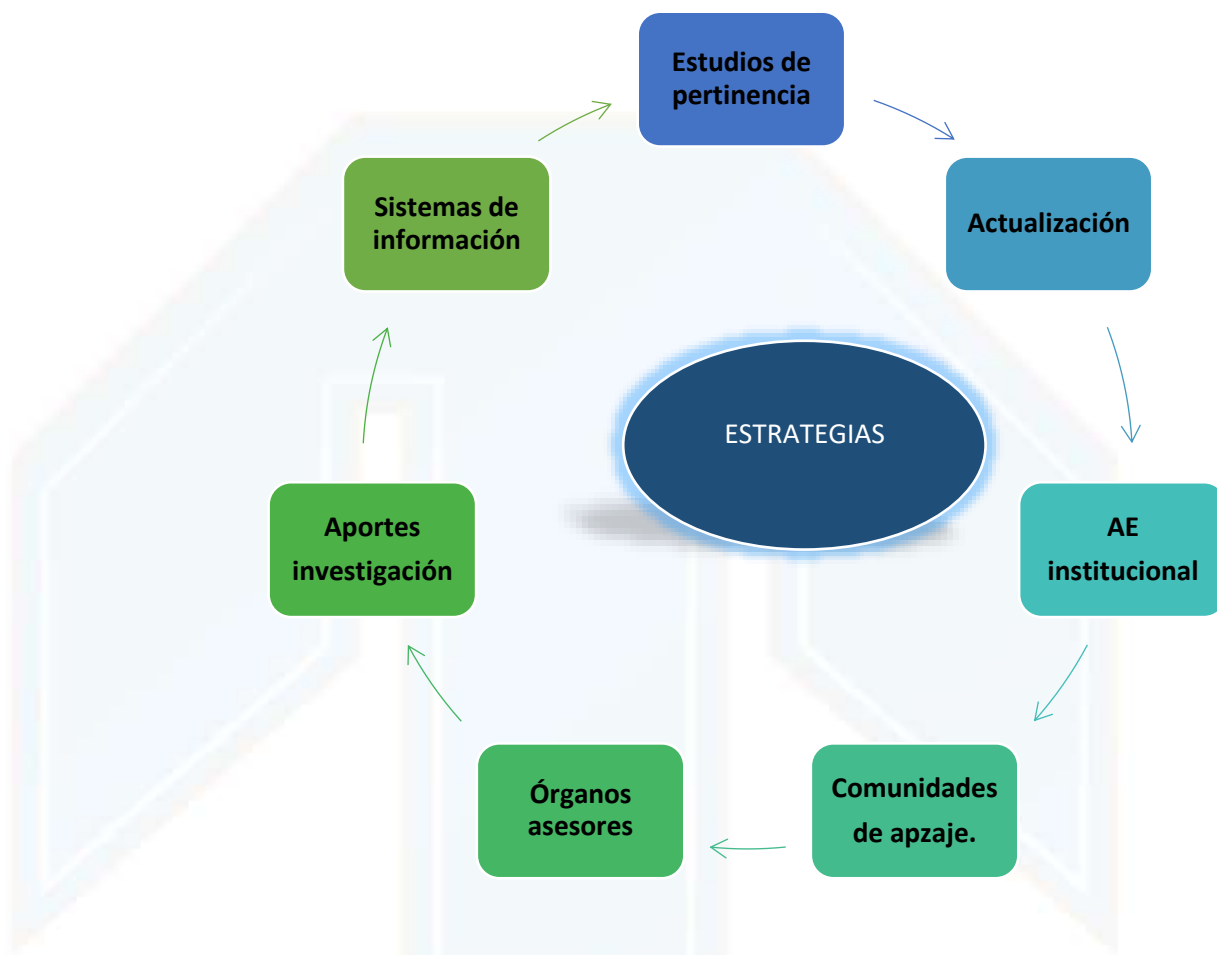 Estudios de
pertinencia
Actualización
AE
institucional
Comunidades
de apzaje.
Órganos
asesores
Aportes
investigación
Sistemas de
información
ESTRATEGIAS